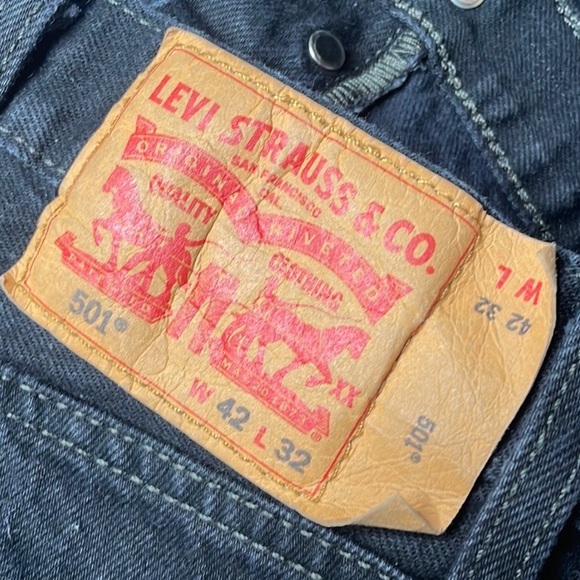 LEVI STRAUSS & CO.
SAN FRANCISCO
CAL.
ORIGINAL RIVETED
QUALITY CLOTHING
501® XX
W 42 L 32
W L
42 32
501®